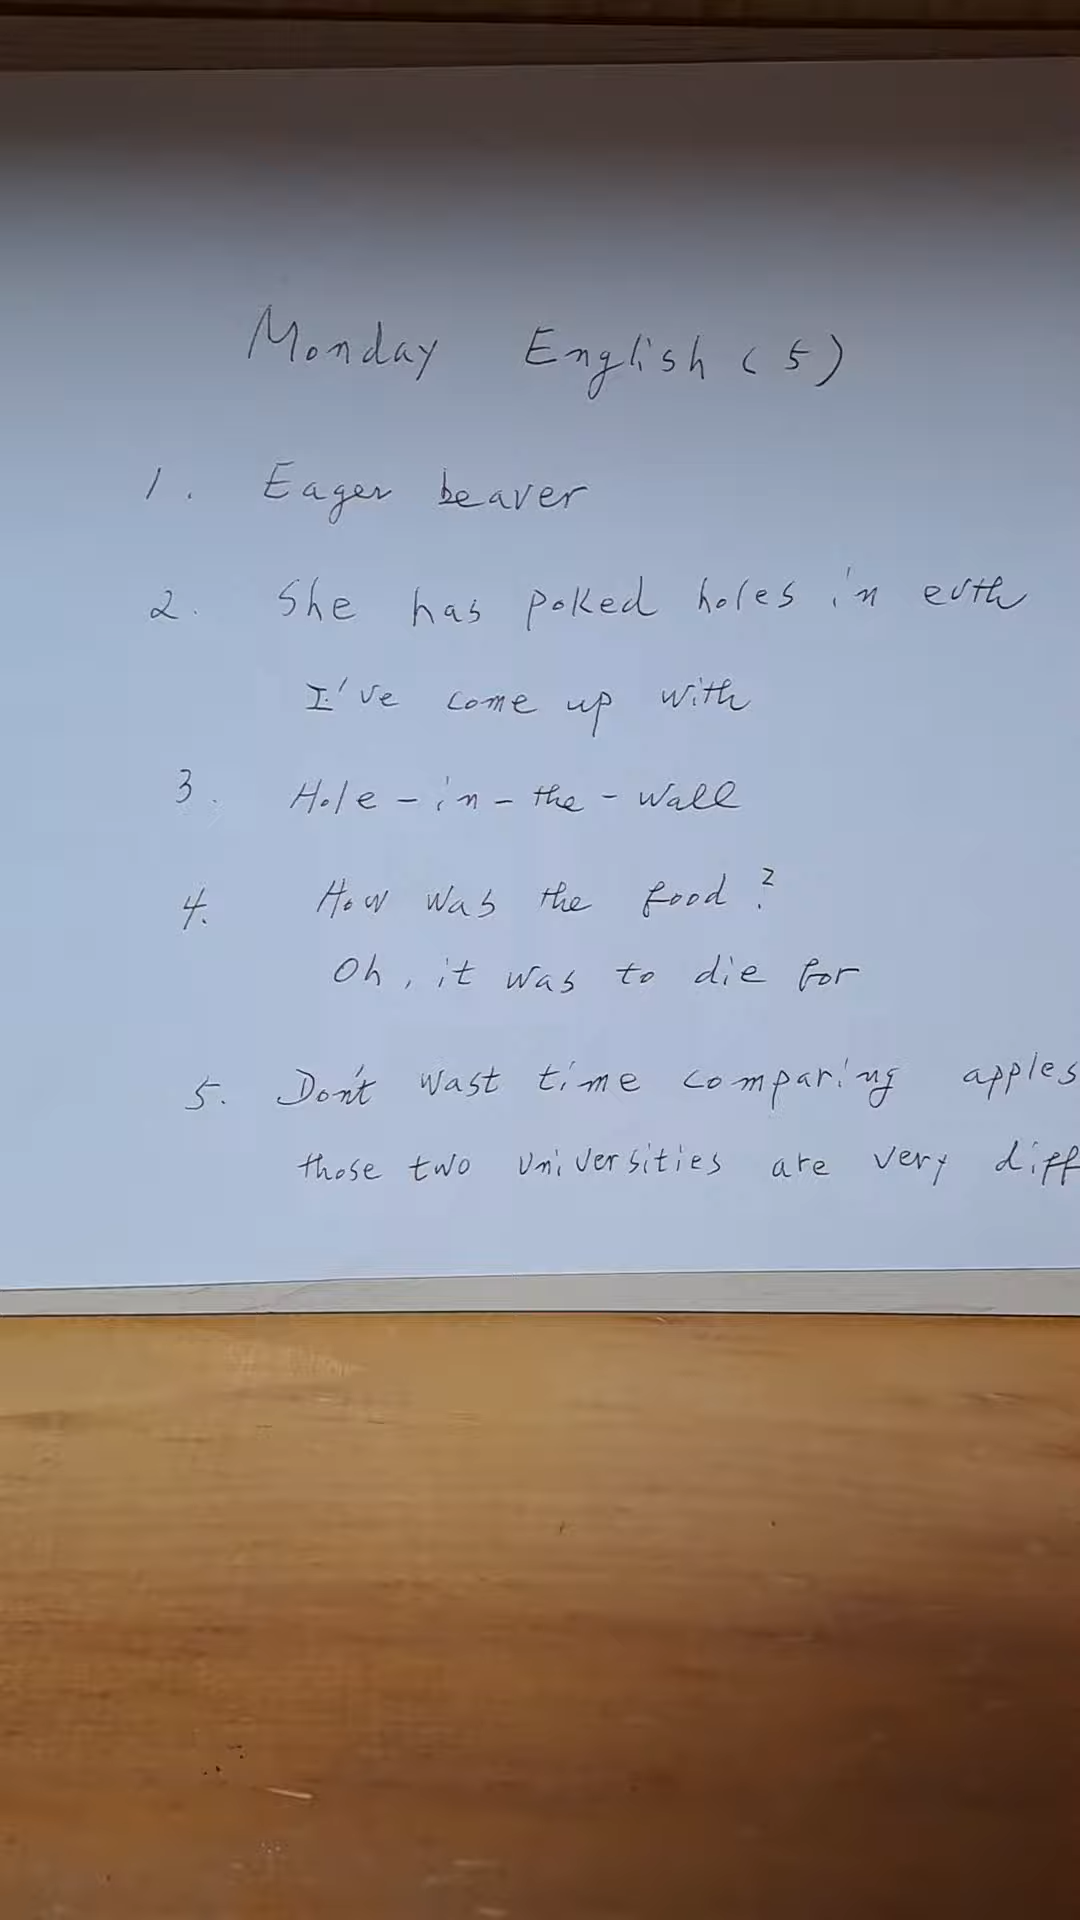 Monday English (5)
1. Eager beaver
2. She has poked holes in evth
I've come up with
3. Hole-in-the-wall
4. How was the food?
Oh, it was to die for
5. Don't wast time comparing apples
those two universities are very diff